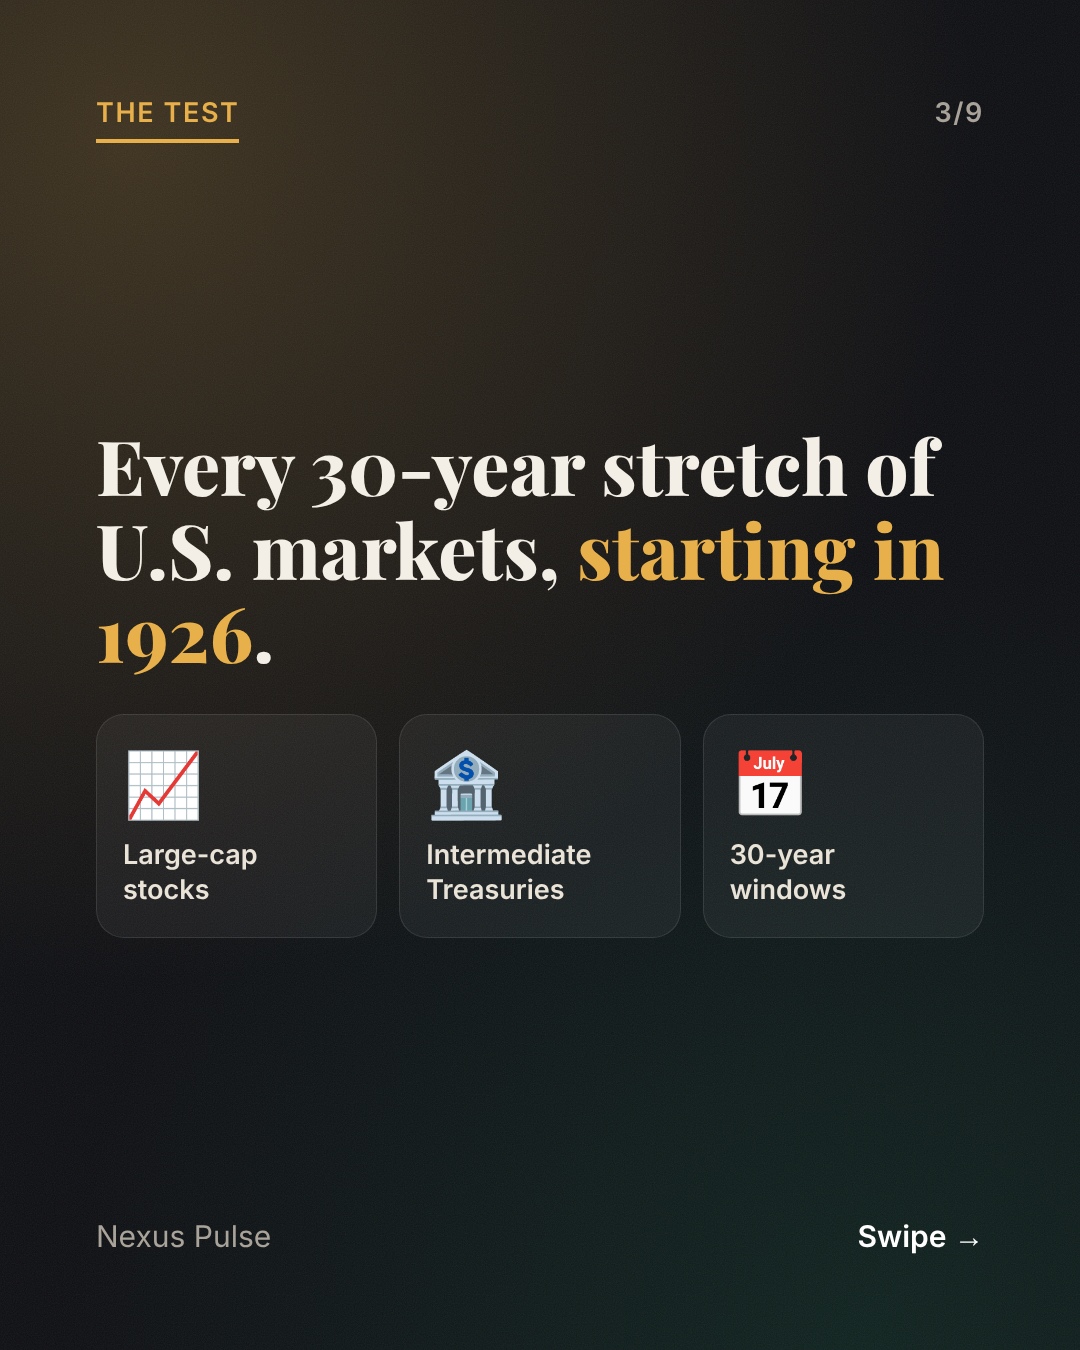 THE TEST
3/9
Every 30-year stretch of
U.S. markets, starting in
1926.
July
17
Large-cap
stocks
Intermediate
Treasuries
30-year
windows
Nexus Pulse
Swipe →